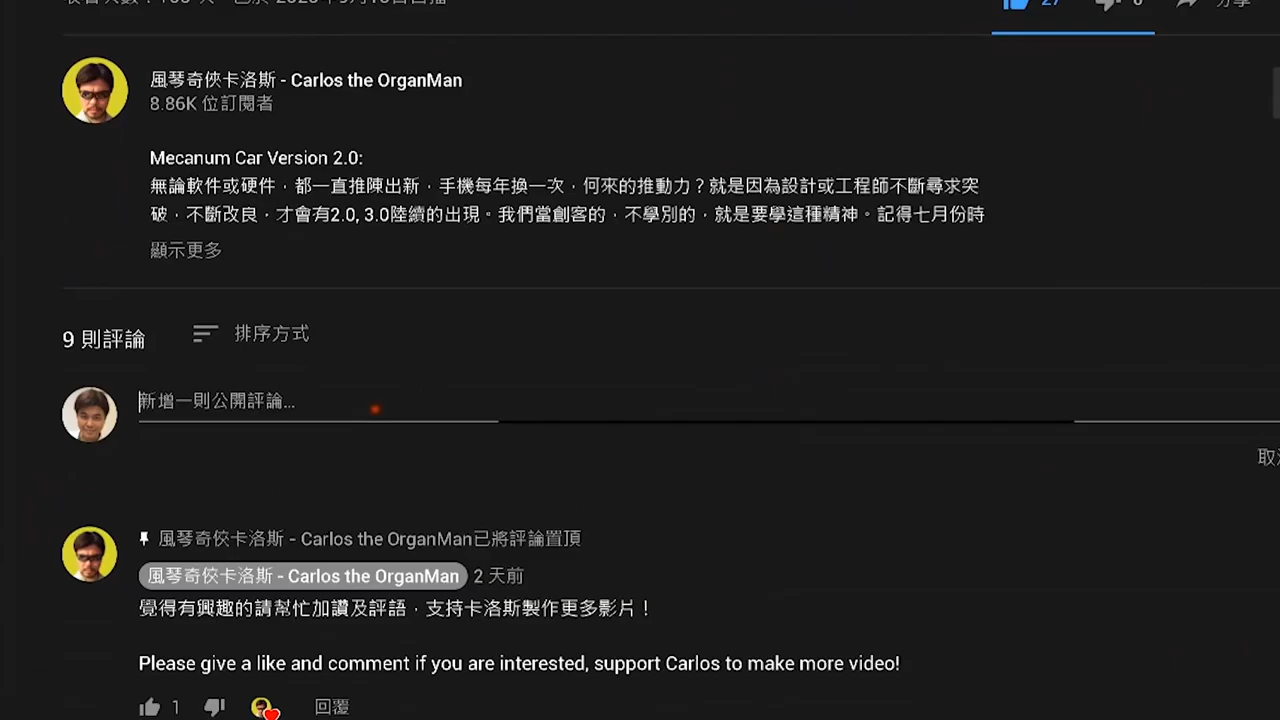 27
分享
風琴奇俠卡洛斯 - Carlos the OrganMan
8.86K 位訂閱者
Mecanum Car Version 2.0:
無論軟件或硬件，都一直推陳出新，手機每年換一次，何來的推動力？就是因為設計或工程師不斷尋求突
破，不斷改良，才會有2.0, 3.0陸續的出現。我們當創客的，不學別的，就是要學這種精神。記得七月份時
顯示更多
9 則評論
排序方式
新增一則公開評論...
風琴奇俠卡洛斯 - Carlos the OrganMan已將評論置頂
風琴奇俠卡洛斯 - Carlos the OrganMan 2 天前
覺得有興趣的請幫忙加讚及評語，支持卡洛斯製作更多影片！
Please give a like and comment if you are interested, support Carlos to make more video!
1
回覆